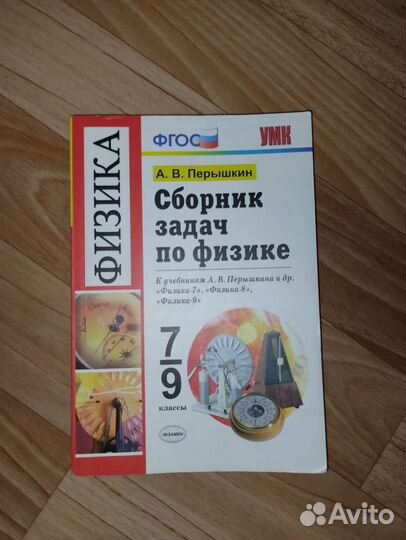 ФИЗИКА
ФГОС
УМК
А. В. Перышкин
Сборник
задач
по физике
К учебникам А. В. Перышкина и др.
«Физика-7», «Физика-8»,
«Физика-9»
7
9
классы
ЭКЗАМЕН
Avito